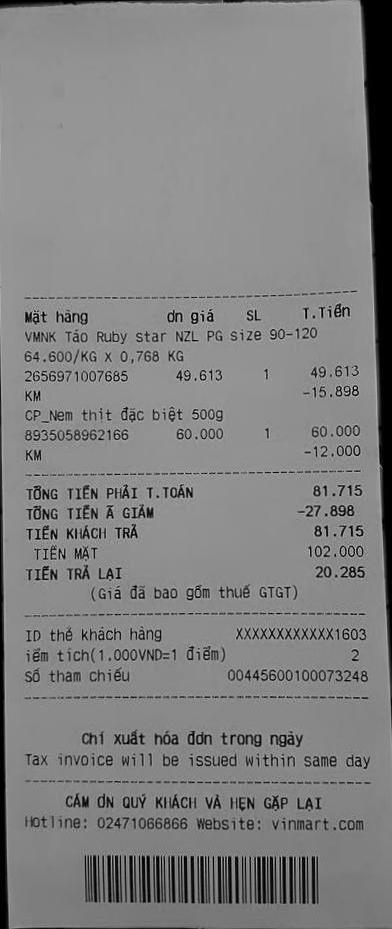 Mặt hàng đn giá SL T.Tiền
VMNK Táo Ruby star NZL PG size 90-120
64.600/KG X 0,768 KG
2656971007685 49.613 1 49.613
KM -15.898
CP_Nem thịt đặc biệt 500g
8935058962166 60.000 1 60.000
KM -12.000
TỔNG TIỀN PHẢI T.TOÁN 81.715
TỔNG TIỀN Ã GIẢM -27.898
TIỀN KHÁCH TRẢ 81.715
TIỀN MẶT 102.000
TIỀN TRẢ LẠI 20.285
(Giá đã bao gồm thuế GTGT)
ID thẻ khách hàng XXXXXXXXXXXX1603
iểm tích(1.000VND=1 điểm) 2
Số tham chiếu 00445600100073248
Chỉ xuất hóa đơn trong ngày
Tax invoice will be issued within same day
CẢM ƠN QUÝ KHÁCH VÀ HẸN GẶP LẠI
Hotline: 02471066866 Website: vinmart.com